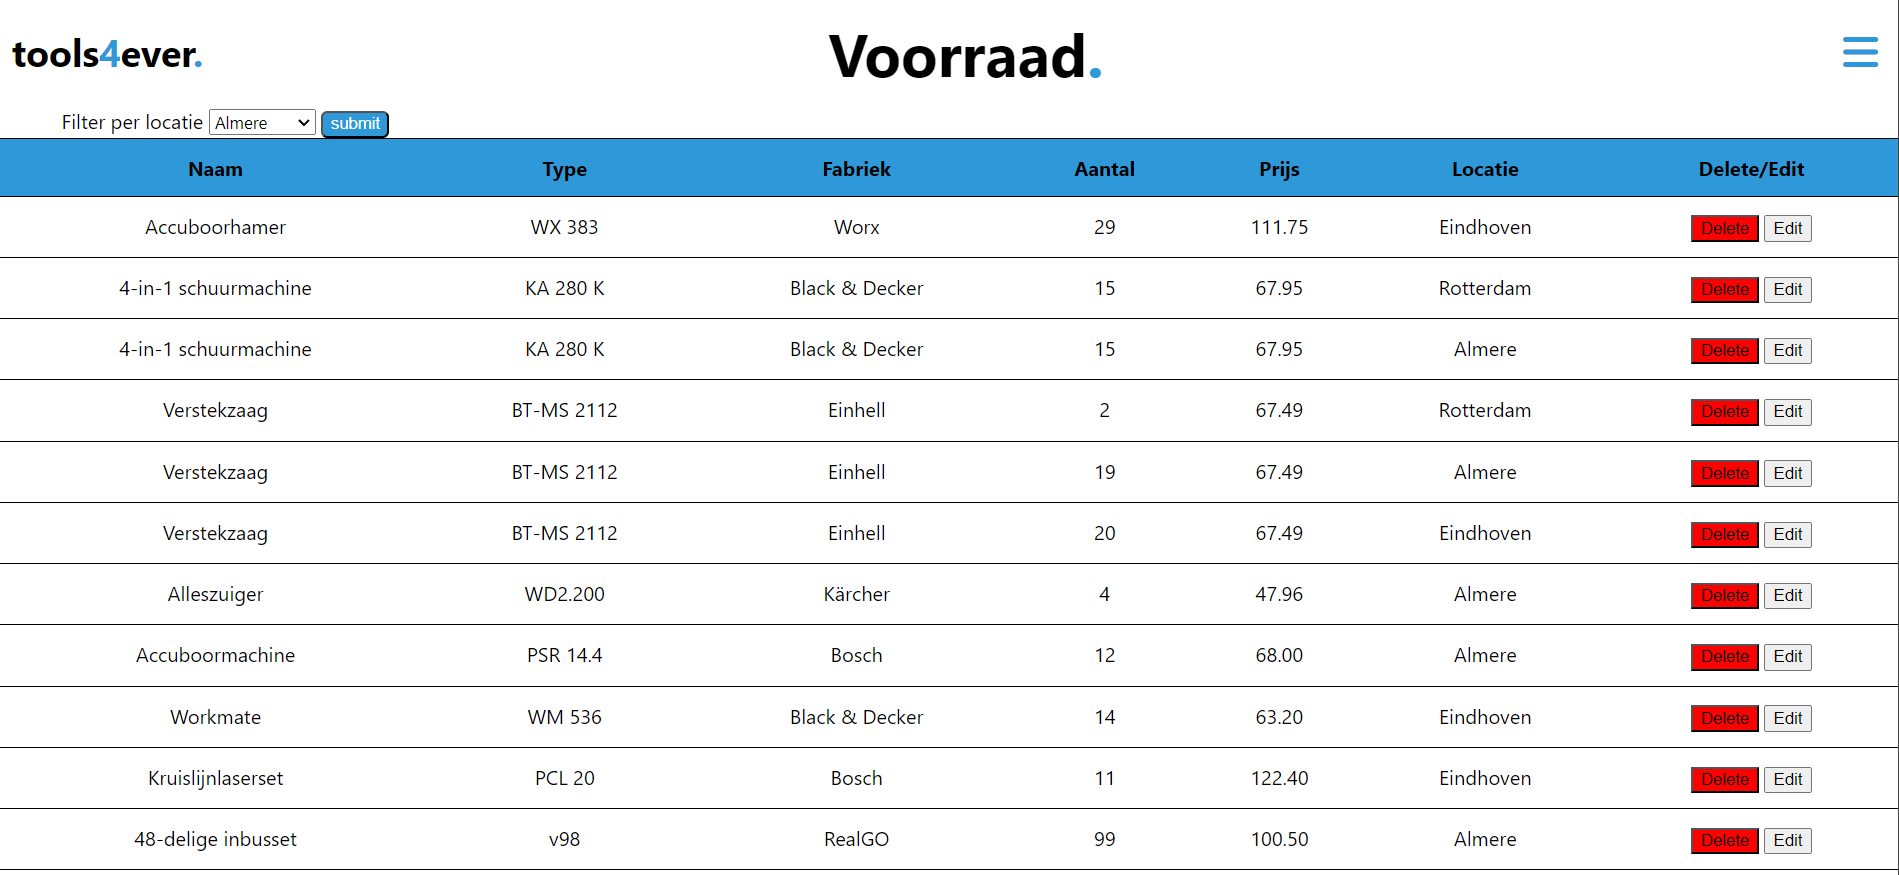 tools4ever.
Voorraad.
Filter per locatie Almere submit
Naam Type Fabriek Aantal Prijs Locatie Delete/Edit
Accuboorhamer WX 383 Worx 29 111.75 Eindhoven Delete Edit
4-in-1 schuurmachine KA 280 K Black & Decker 15 67.95 Rotterdam Delete Edit
4-in-1 schuurmachine KA 280 K Black & Decker 15 67.95 Almere Delete Edit
Verstekzaag BT-MS 2112 Einhell 2 67.49 Rotterdam Delete Edit
Verstekzaag BT-MS 2112 Einhell 19 67.49 Almere Delete Edit
Verstekzaag BT-MS 2112 Einhell 20 67.49 Eindhoven Delete Edit
Alleszuiger WD2.200 Kärcher 4 47.96 Almere Delete Edit
Accuboormachine PSR 14.4 Bosch 12 68.00 Almere Delete Edit
Workmate WM 536 Black & Decker 14 63.20 Eindhoven Delete Edit
Kruislijnlaserset PCL 20 Bosch 11 122.40 Eindhoven Delete Edit
48-delige inbusset v98 RealGO 99 100.50 Almere Delete Edit